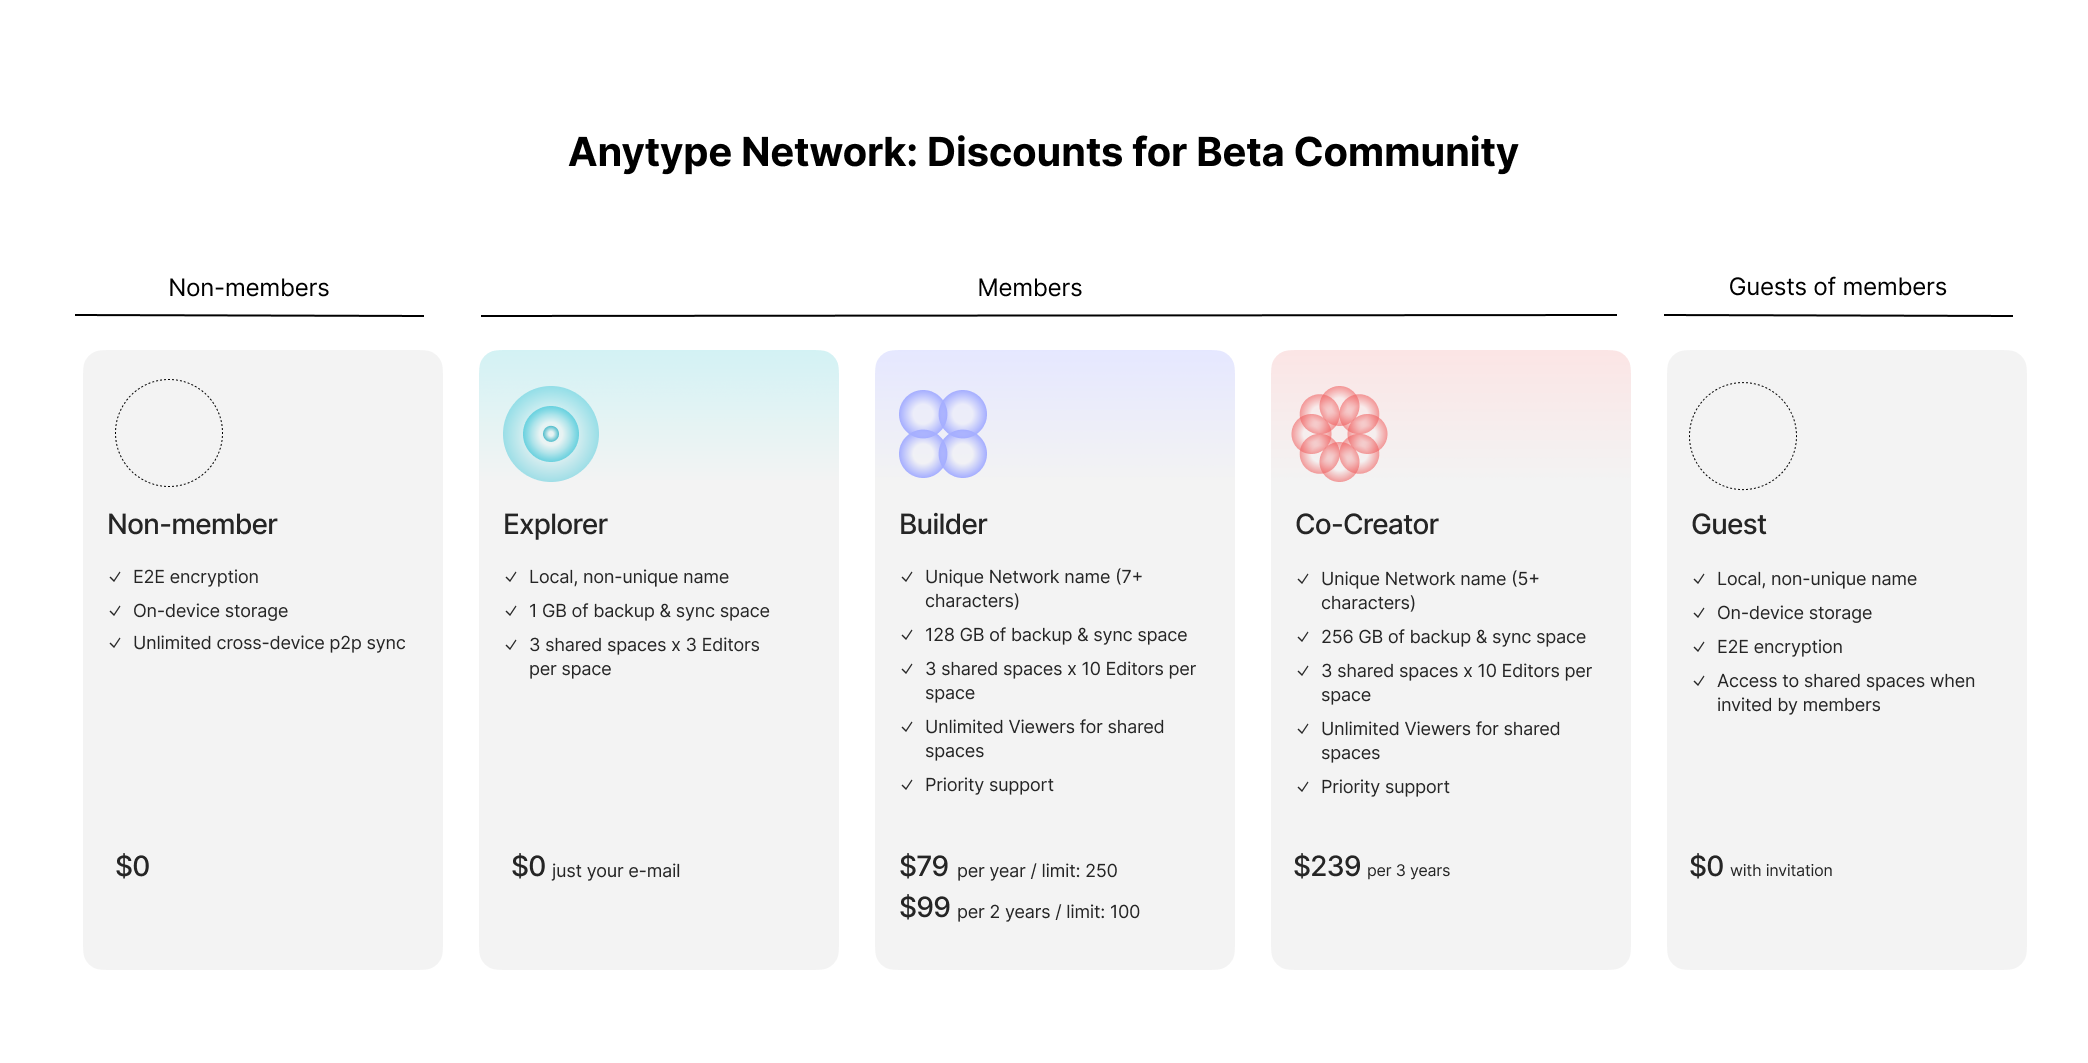 Anytype Network: Discounts for Beta Community
Non-members
Members
Guests of members
Non-member
E2E encryption
On-device storage
Unlimited cross-device p2p sync
$0
Explorer
Local, non-unique name
1 GB of backup & sync space
3 shared spaces x 3 Editors
per space
$0 just your e-mail
Builder
Unique Network name (7+
characters)
128 GB of backup & sync space
3 shared spaces x 10 Editors per
space
Unlimited Viewers for shared
spaces
Priority support
$79 per year / limit: 250
$99 per 2 years / limit: 100
Co-Creator
Unique Network name (5+
characters)
256 GB of backup & sync space
3 shared spaces x 10 Editors per
space
Unlimited Viewers for shared
spaces
Priority support
$239 per 3 years
Guest
Local, non-unique name
On-device storage
E2E encryption
Access to shared spaces when
invited by members
$0 with invitation